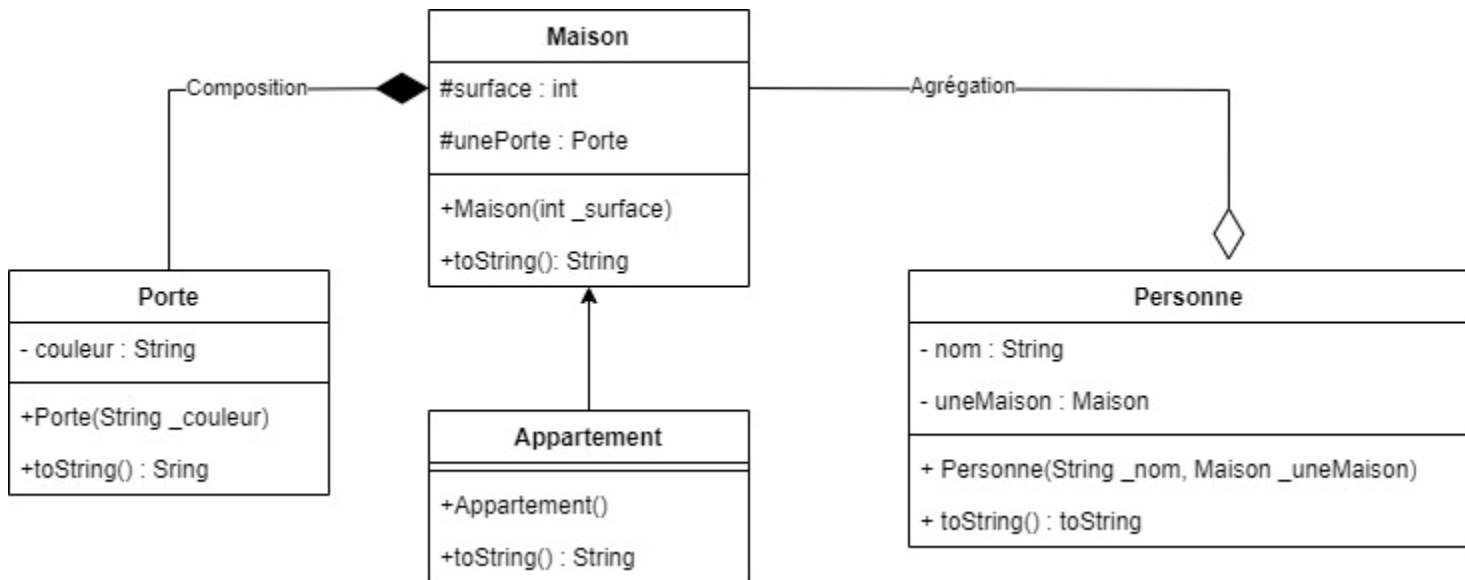 Maison
#surface : int
#unePorte : Porte
+Maison(int _surface)
+toString(): String
Composition
Agrégation
Porte
- couleur : String
+Porte(String _couleur)
+toString() : Sring
Appartement
+Appartement()
+toString() : String
Personne
- nom : String
- uneMaison : Maison
+ Personne(String _nom, Maison _uneMaison)
+ toString() : toString